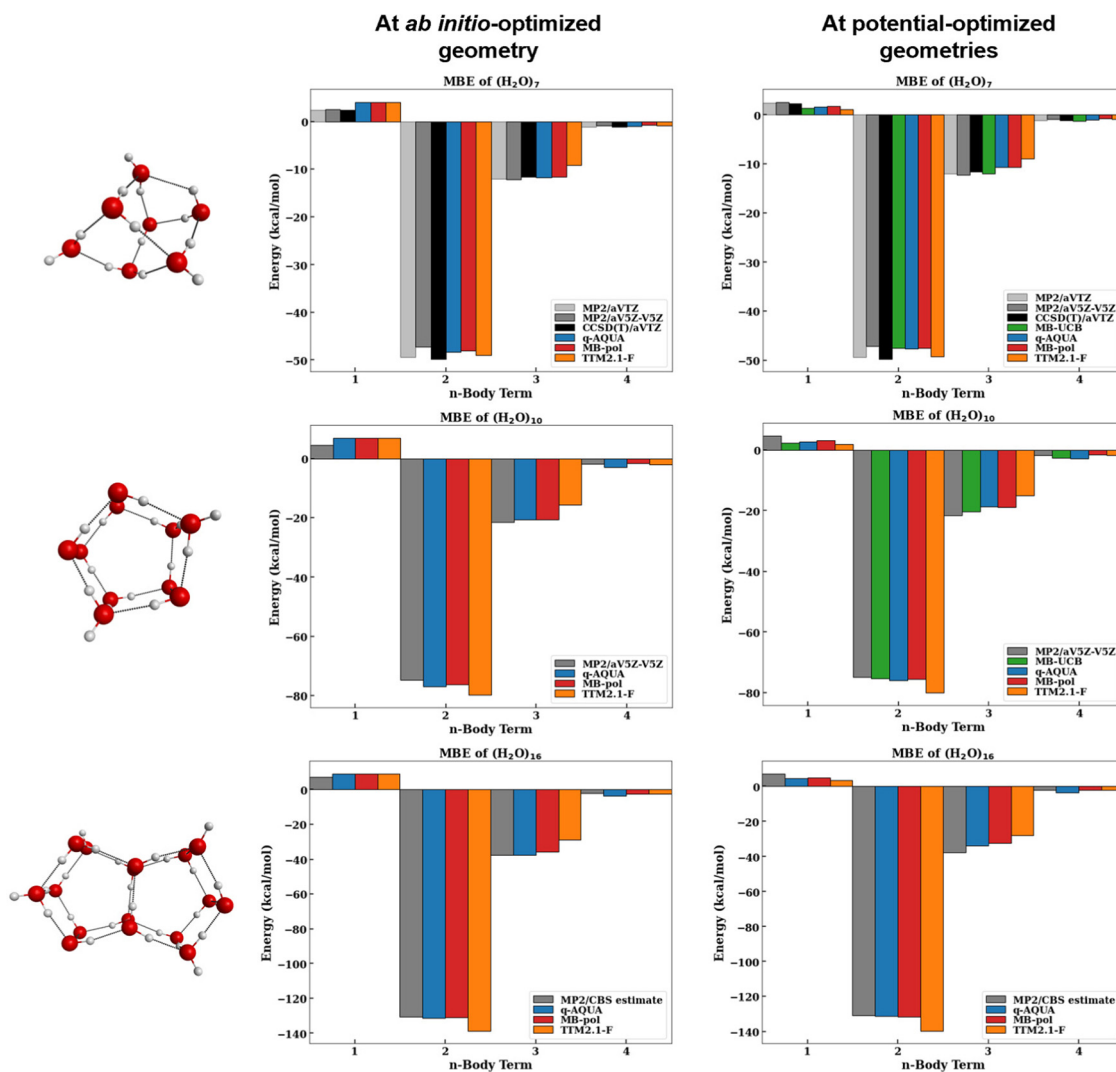 At ab initio-optimized
geometry
At potential-optimized
geometries
MBE of (H₂O)₇
Energy (kcal/mol)
0
−10
−20
−30
−40
−50
MP2/aVTZ
MP2/aV5Z-V5Z
CCSD(T)/aVTZ
q-AQUA
MB-pol
TTM2.1-F
1 2 3 4
n-Body Term
MBE of (H₂O)₇
Energy (kcal/mol)
0
−10
−20
−30
−40
−50
MP2/aVTZ
MP2/aV5Z-V5Z
CCSD(T)/aVTZ
MB-UCB
q-AQUA
MB-pol
TTM2.1-F
1 2 3 4
n-Body Term
MBE of (H₂O)₁₀
Energy (kcal/mol)
0
−20
−40
−60
−80
MP2/aV5Z-V5Z
q-AQUA
MB-pol
TTM2.1-F
1 2 3 4
n-Body Term
MBE of (H₂O)₁₀
Energy (kcal/mol)
0
−20
−40
−60
−80
MP2/aV5Z-V5Z
MB-UCB
q-AQUA
MB-pol
TTM2.1-F
1 2 3 4
n-Body Term
MBE of (H₂O)₁₆
Energy (kcal/mol)
0
−20
−40
−60
−80
−100
−120
−140
MP2/CBS estimate
q-AQUA
MB-pol
TTM2.1-F
1 2 3 4
n-Body Term
MBE of (H₂O)₁₆
Energy (kcal/mol)
0
−20
−40
−60
−80
−100
−120
−140
MP2/CBS estimate
q-AQUA
MB-pol
TTM2.1-F
1 2 3 4
n-Body Term